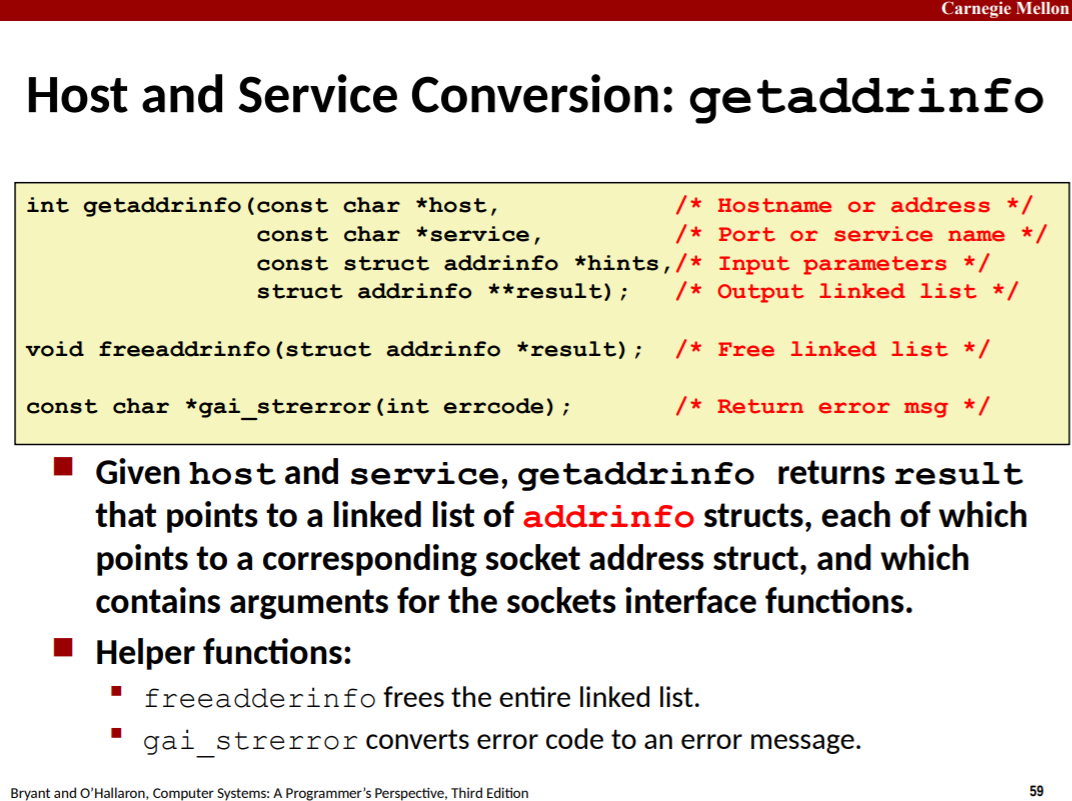 Carnegie Mellon
Host and Service Conversion: getaddrinfo
int getaddrinfo(const char *host,            /* Hostname or address */
                const char *service,         /* Port or service name */
                const struct addrinfo *hints,/* Input parameters */
                struct addrinfo **result);   /* Output linked list */
void freeaddrinfo(struct addrinfo *result);  /* Free linked list */
const char *gai_strerror(int errcode);       /* Return error msg */
■ Given host and service, getaddrinfo returns result
that points to a linked list of addrinfo structs, each of which
points to a corresponding socket address struct, and which
contains arguments for the sockets interface functions.
■ Helper functions:
▪ freeadderinfo frees the entire linked list.
▪ gai_strerror converts error code to an error message.
Bryant and O’Hallaron, Computer Systems: A Programmer’s Perspective, Third Edition
59